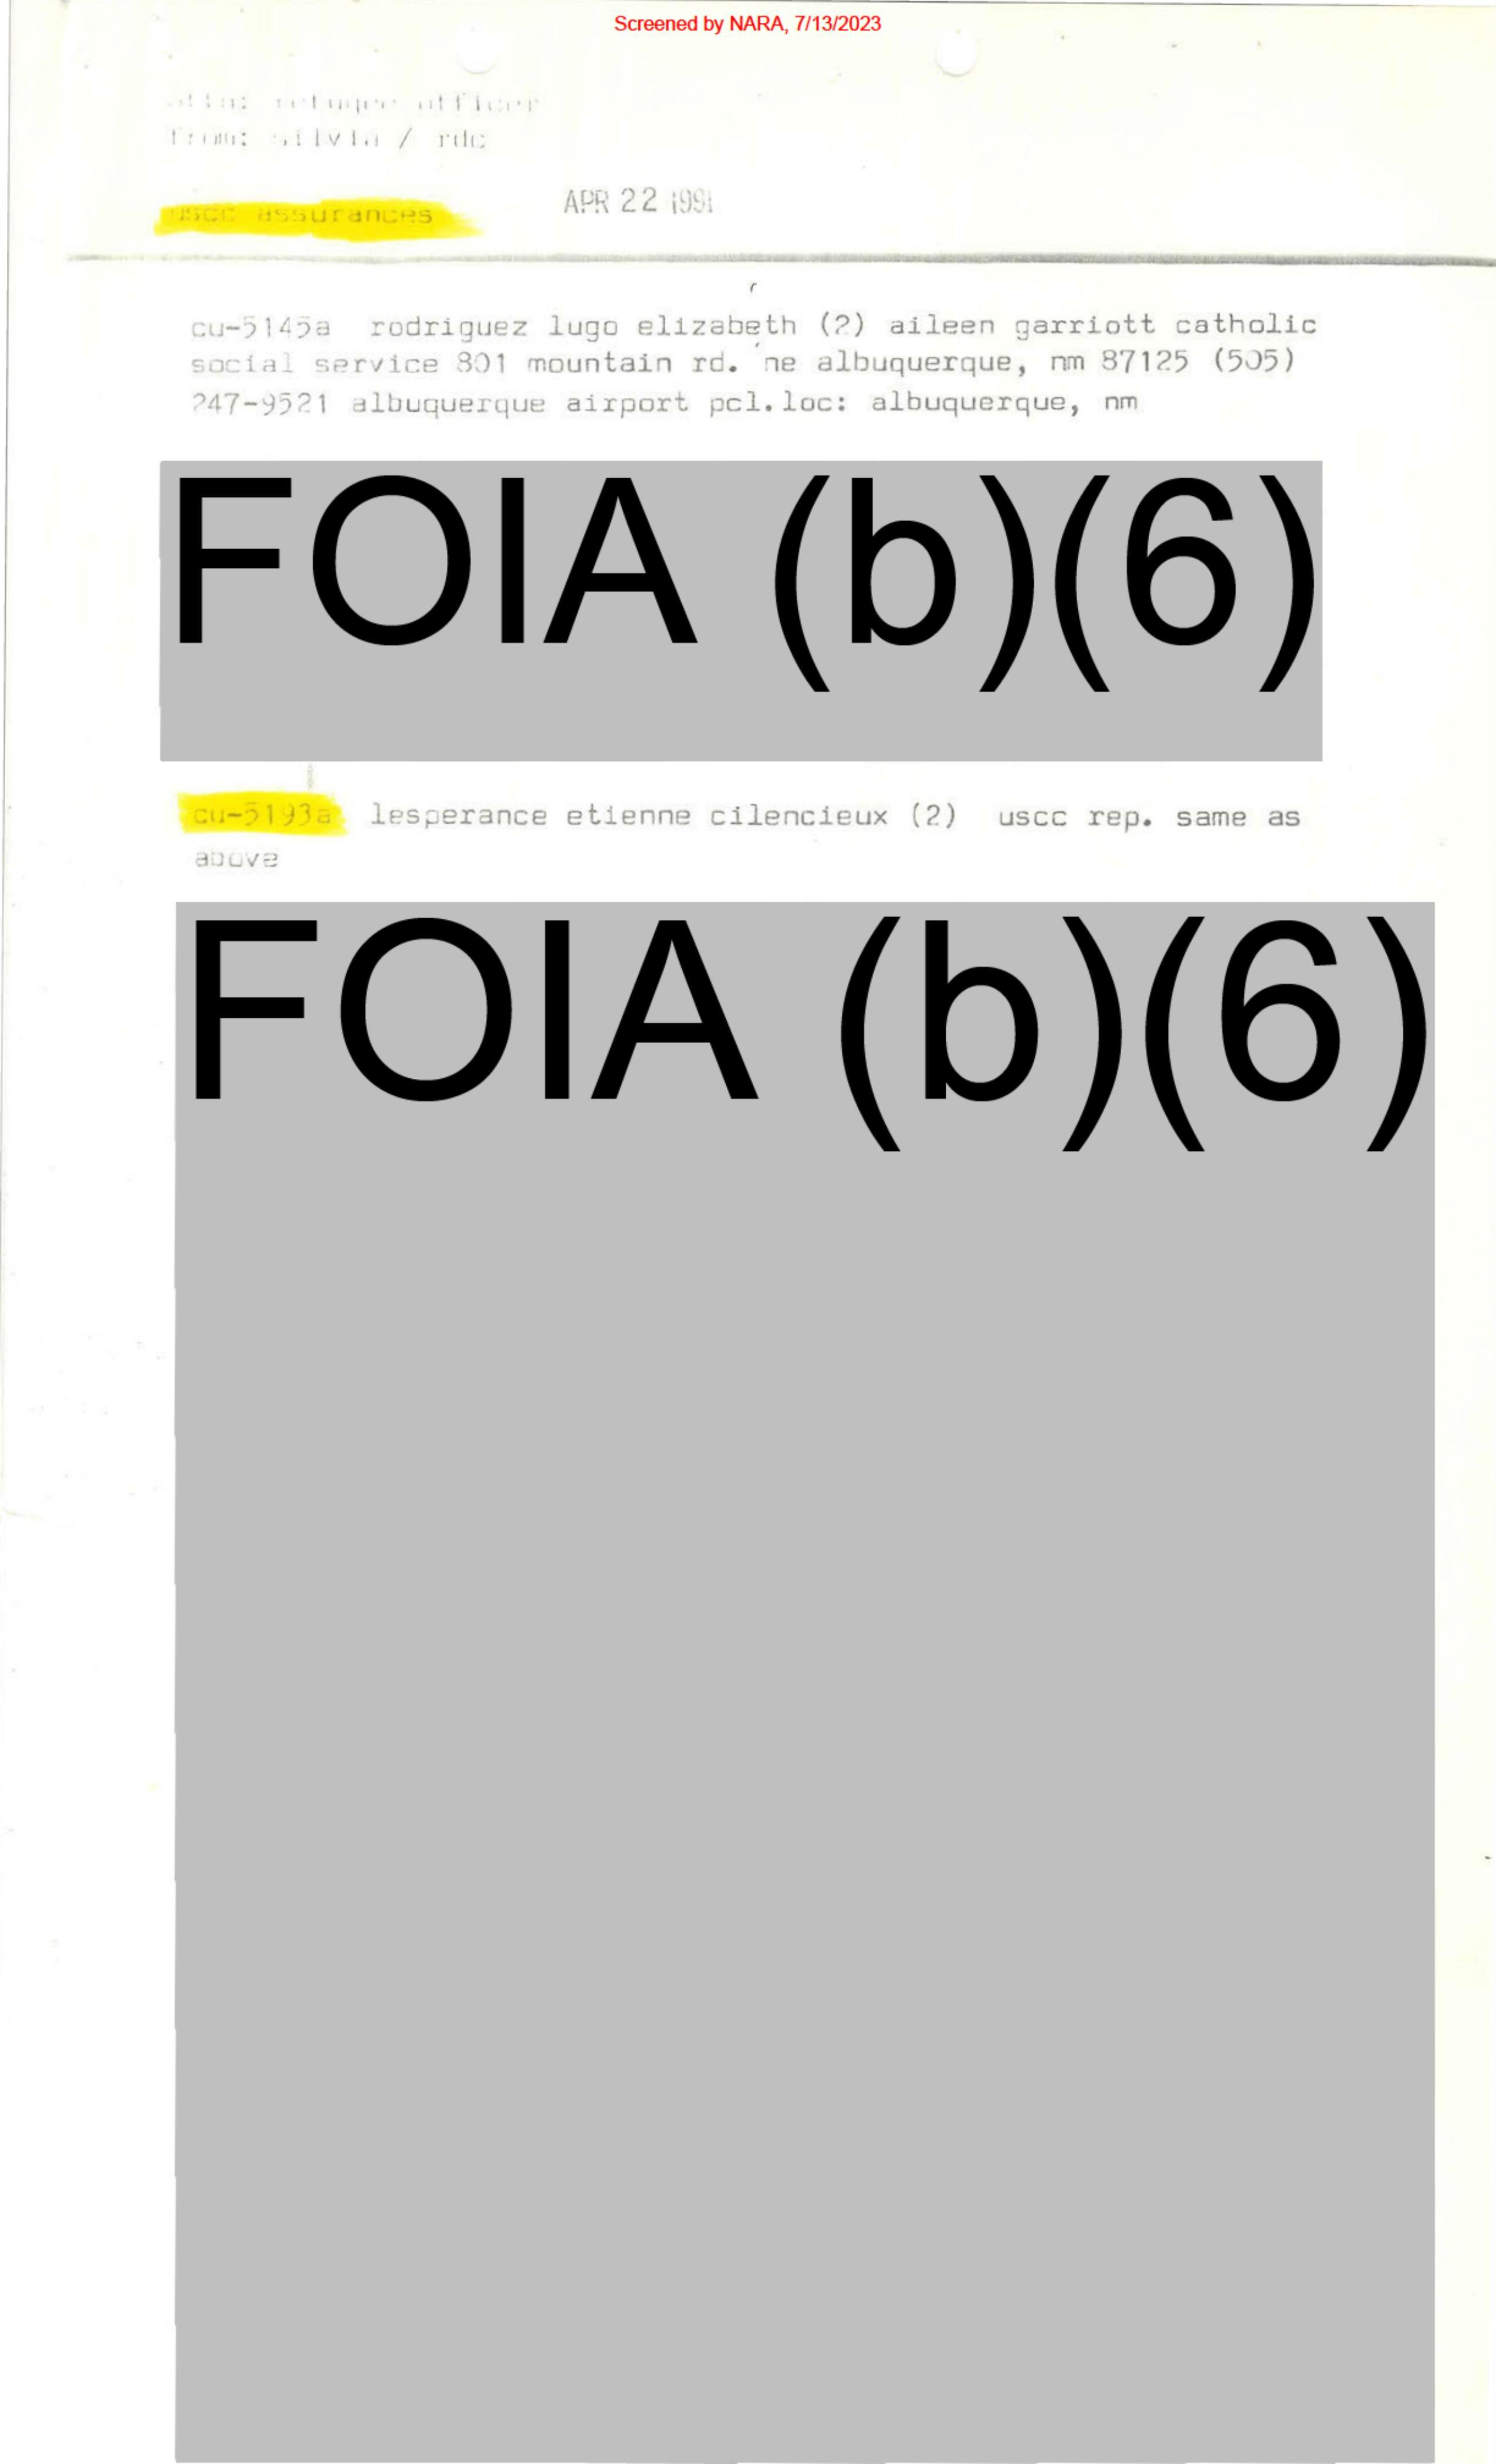 Screened by NARA, 7/13/2023
attn: refugee officer
from: silvia / rdc
uscc assurances APR 22 1991
cu-5145a rodriguez lugo elizabeth (2) aileen garriott catholic
social service 801 mountain rd. ne albuquerque, nm 87125 (505)
247-9521 albuquerque airport pcl.loc: albuquerque, nm
FOIA (b)(6)
cu-5193a lesperance etienne cilencieux (2) uscc rep. same as
above
FOIA (b)(6)